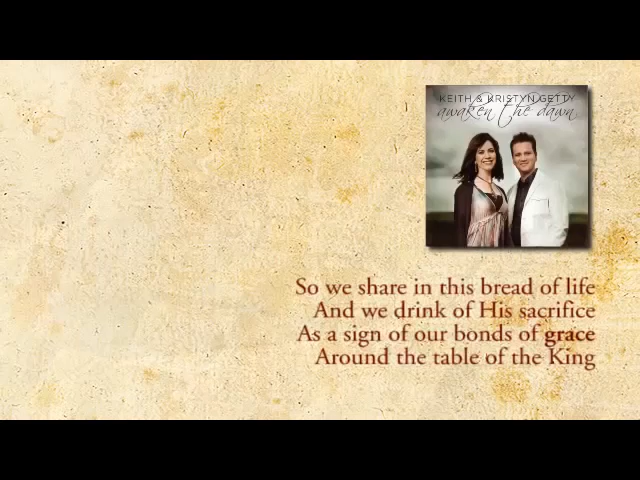 KEITH & KRISTYN GETTY
awaken the dawn
So we share in this bread of life
And we drink of His sacrifice
As a sign of our bonds of grace
Around the table of the King